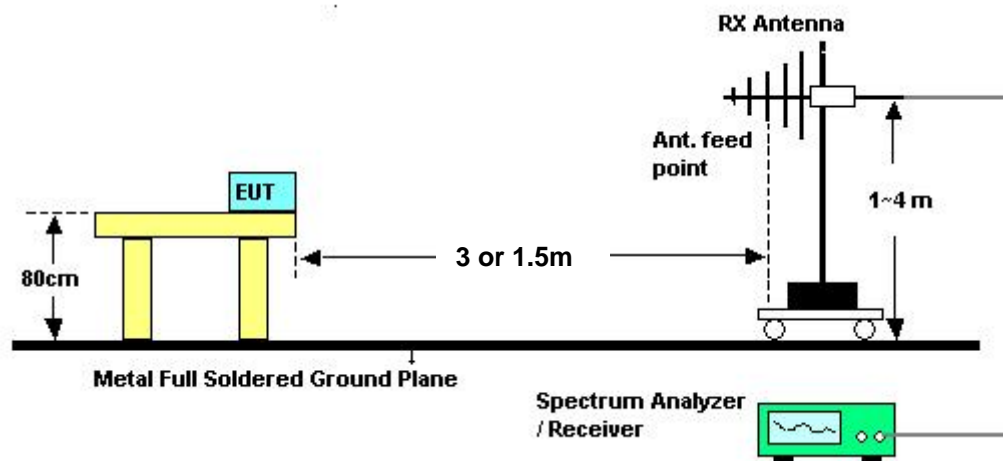 RX Antenna
Ant. feed
point
EUT
1~4 m
3 or 1.5m
80cm
Metal Full Soldered Ground Plane
Spectrum Analyzer
/ Receiver